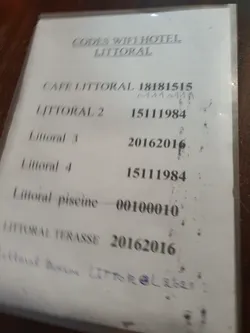 CODES WIFI HOTEL
LITTORAL
CAFE LITTORAL 18181515
LITTORAL 2 15111984
Littoral 3 20162016
Littoral 4 15111984
Littoral piscine 00100010
LITTORAL TERASSE 20162016